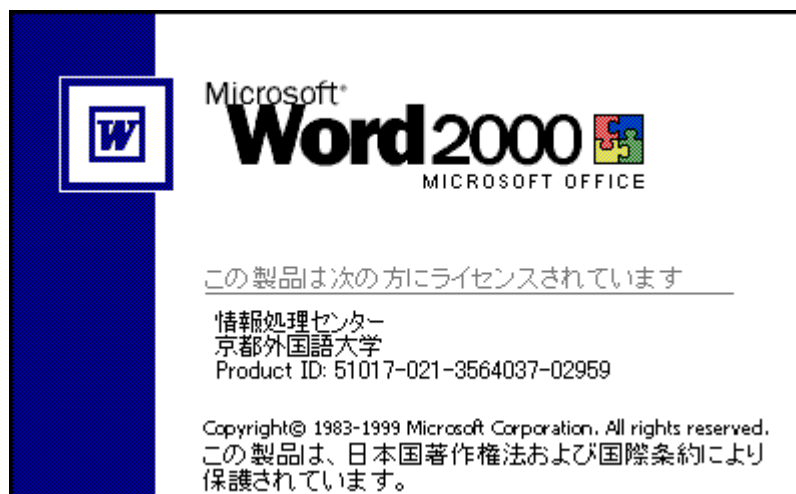 W
Microsoft®
Word 2000
MICROSOFT OFFICE
この製品は次の方にライセンスされています
情報処理センター
京都外国語大学
Product ID: 51017-021-3564037-02959
Copyright© 1983-1999 Microsoft Corporation. All rights reserved.
この製品は、日本国著作権法および国際条約により
保護されています。